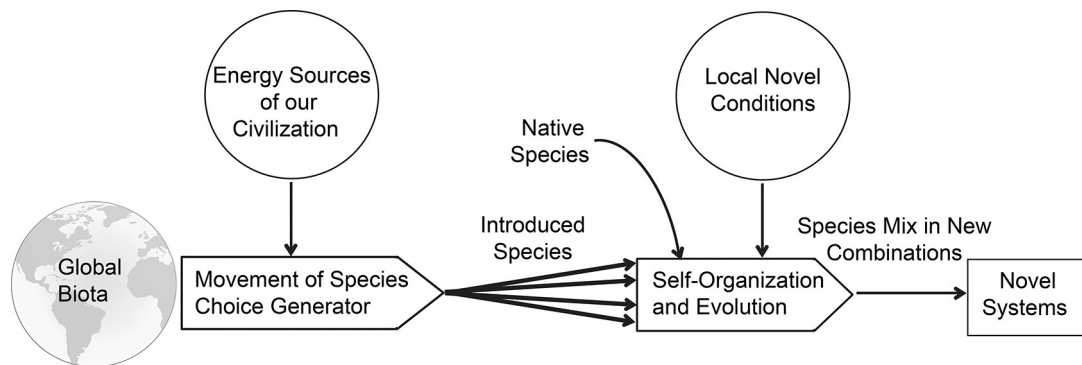 Energy Sources
of our
Civilization
Local Novel
Conditions
Native
Species
Introduced
Species
Species Mix in New
Combinations
Global
Biota
Movement of Species
Choice Generator
Self-Organization
and Evolution
Novel
Systems